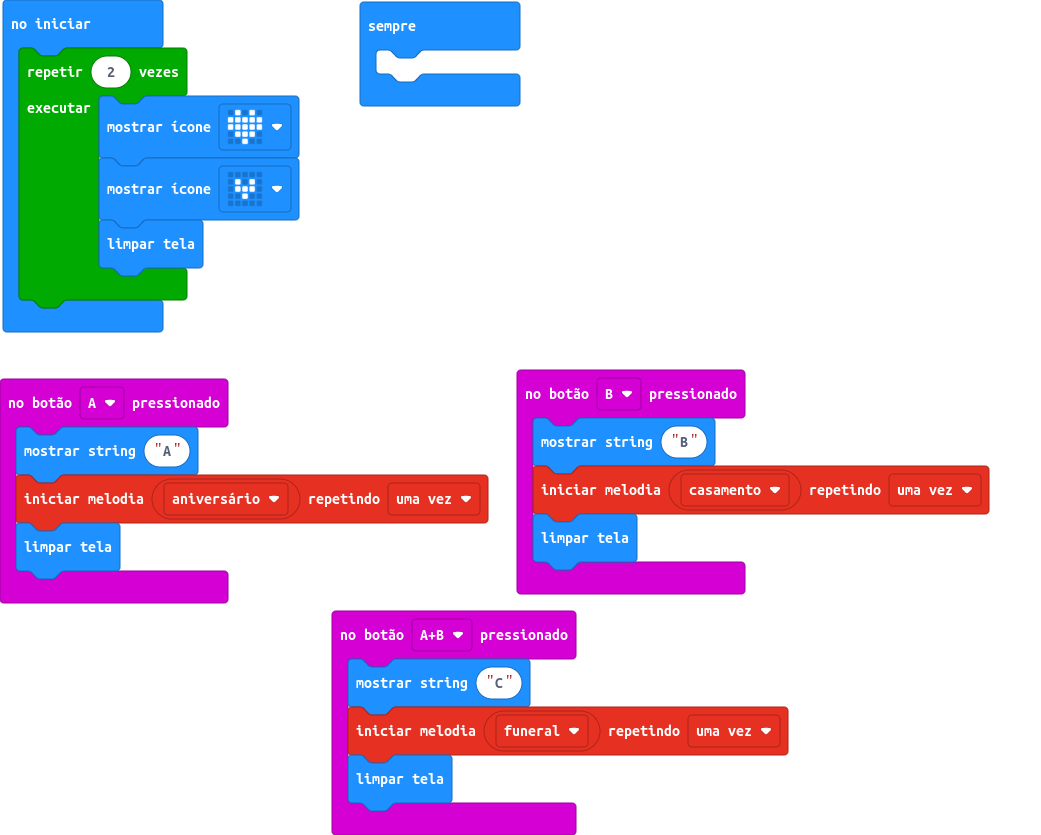 no iniciar
repetir 2 vezes
executar
mostrar ícone
mostrar ícone
limpar tela
sempre
no botão A pressionado
mostrar string "A"
iniciar melodia aniversário repetindo uma vez
limpar tela
no botão B pressionado
mostrar string "B"
iniciar melodia casamento repetindo uma vez
limpar tela
no botão A+B pressionado
mostrar string "C"
iniciar melodia funeral repetindo uma vez
limpar tela